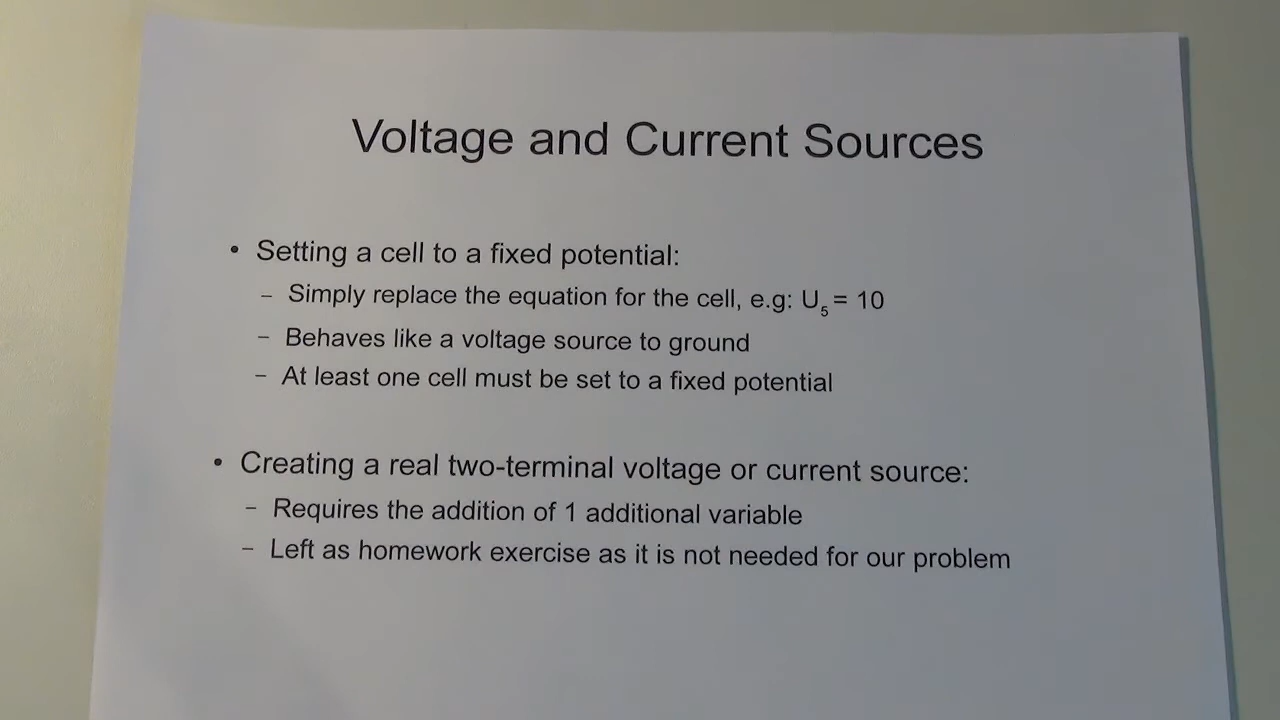 Voltage and Current Sources
• Setting a cell to a fixed potential:
– Simply replace the equation for the cell, e.g: U₅ = 10
– Behaves like a voltage source to ground
– At least one cell must be set to a fixed potential
• Creating a real two-terminal voltage or current source:
– Requires the addition of 1 additional variable
– Left as homework exercise as it is not needed for our problem